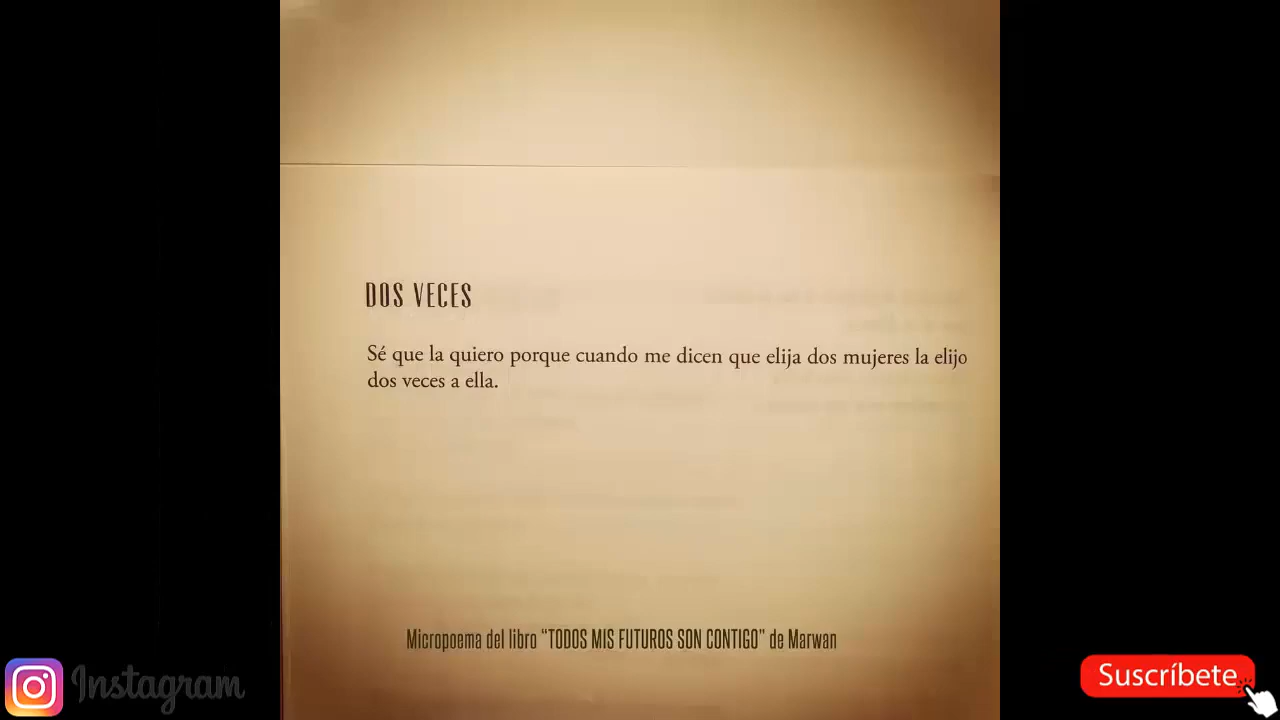 DOS VECES
Sé que la quiero porque cuando me dicen que elija dos mujeres la elijo
dos veces a ella.
Micropoema del libro “TODOS MIS FUTUROS SON CONTIGO” de Marwan
Instagram
Suscríbete